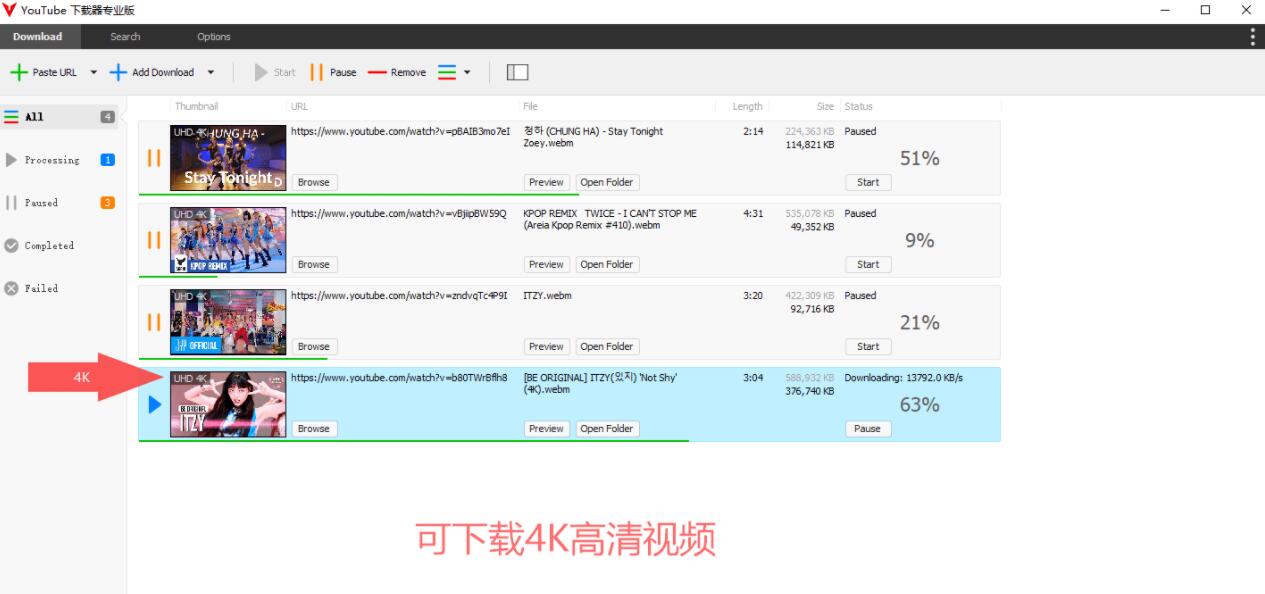 YouTube 下载器专业版
Download Search Options
Paste URL Add Download Start Pause Remove
All 4
Processing 1
Paused 3
Completed
Failed
4K
Thumbnail URL File Length Size Status
UHD 4K CHUNG HA -
Stay Tonight
https://www.youtube.com/watch?v=pBAIB3mo7eI
Browse
청하 (CHUNG HA) - Stay Tonight
Zoey.webm
Preview Open Folder
2:14
224,363 KB
114,821 KB
Paused
51%
Start
UHD 4K
KPOP REMIX
https://www.youtube.com/watch?v=vBjiipBW59Q
Browse
KPOP REMIX TWICE - I CAN'T STOP ME
(Areia Kpop Remix #410).webm
Preview Open Folder
4:31
535,078 KB
49,352 KB
Paused
9%
Start
UHD 4K
OFFICIAL
https://www.youtube.com/watch?v=zndvqTc4P9I
Browse
ITZY.webm
Preview Open Folder
3:20
422,309 KB
92,716 KB
Paused
21%
Start
UHD 4K
BE ORIGINAL
ITZY
https://www.youtube.com/watch?v=b80TWrBflh8
Browse
[BE ORIGINAL] ITZY(있지) 'Not Shy'
(4K).webm
Preview Open Folder
3:04
588,932 KB
376,740 KB
Downloading: 13792.0 KB/s
63%
Pause
可下载4K高清视频